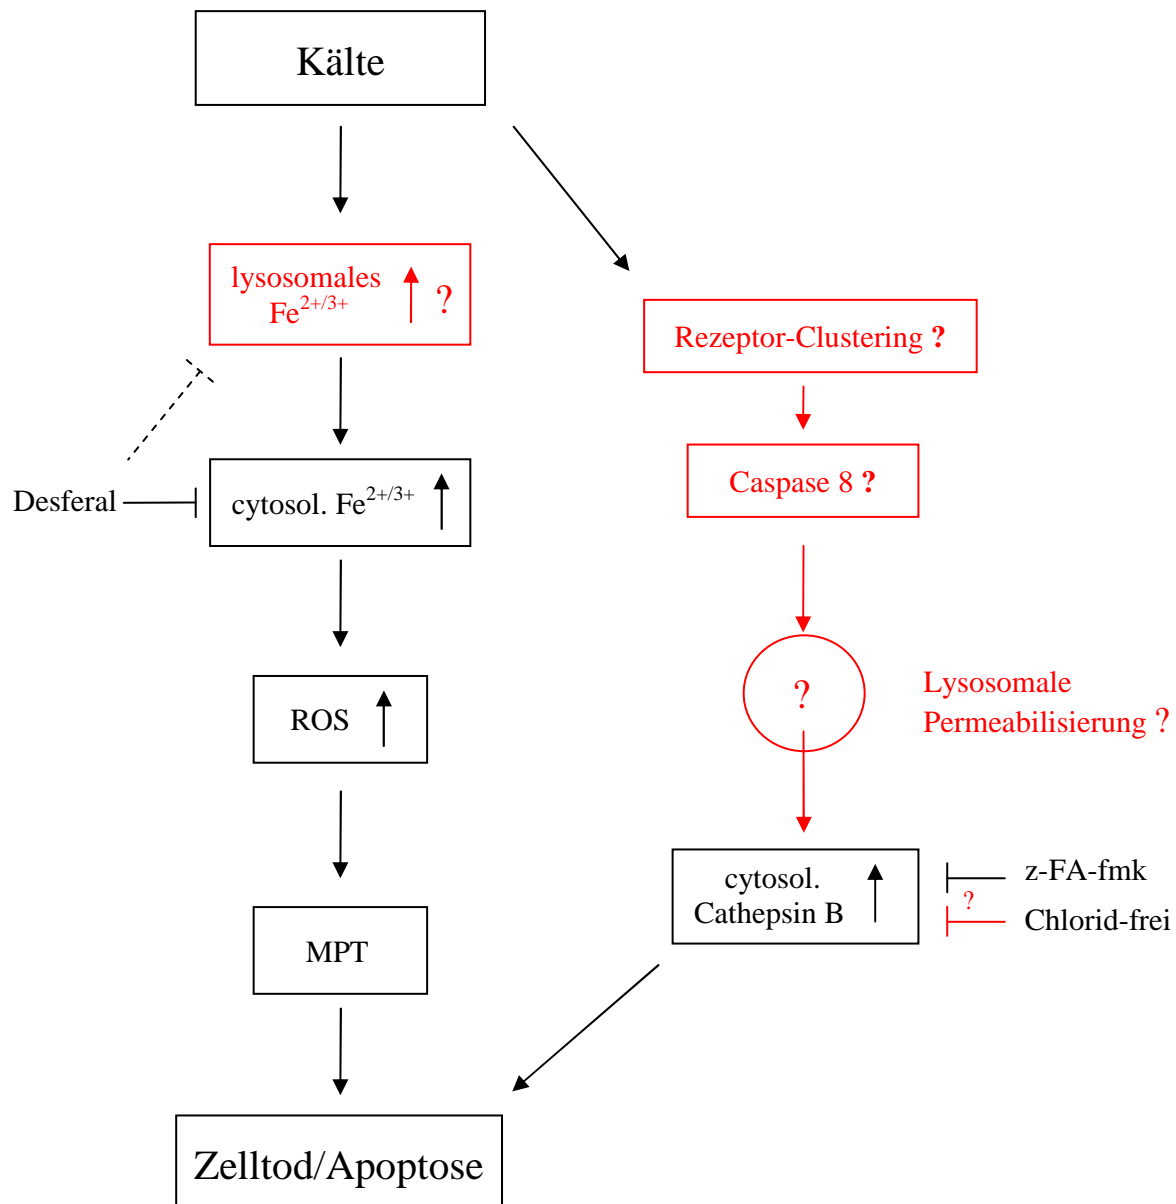 Kälte
lysosomales
Fe2+/3+ ?
Rezeptor-Clustering ?
Caspase 8 ?
Desferal
cytosol. Fe2+/3+
?
Lysosomale
Permeabilisierung ?
ROS
cytosol.
Cathepsin B
z-FA-fmk
?
Chlorid-frei
MPT
Zelltod/Apoptose